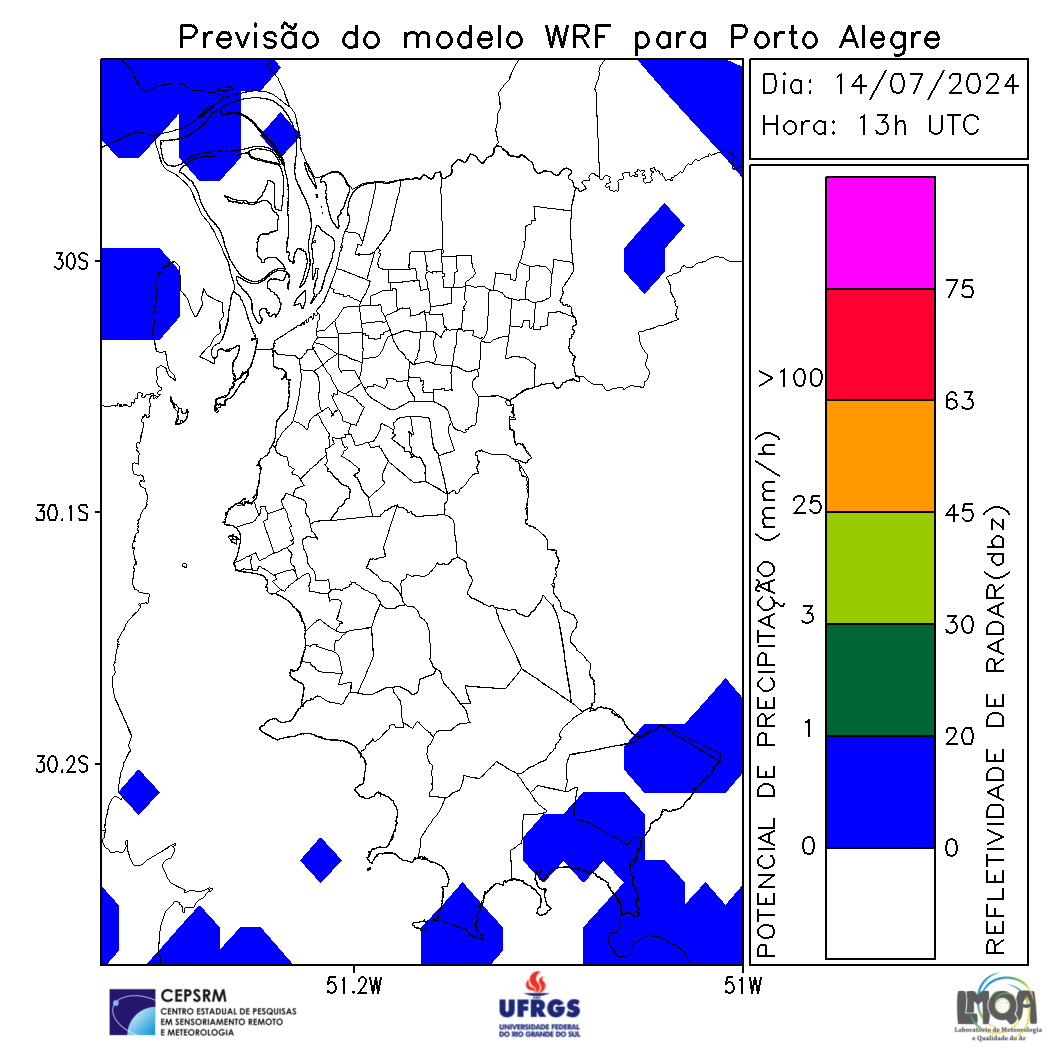 Previsão do modelo WRF para Porto Alegre
Dia: 14/07/2024
Hora: 13h UTC
30S
30.1S
30.2S
51.2W
51W
POTENCIAL DE PRECIPITAÇÃO (mm/h)
>100
25
3
1
0
75
63
45
30
20
0
REFLETIVIDADE DE RADAR(dbz)
CEPSRM
CENTRO ESTADUAL DE PESQUISAS
EM SENSORIAMENTO REMOTO
E METEOROLOGIA
UFRGS
UNIVERSIDADE FEDERAL
DO RIO GRANDE DO SUL
LMQA
Laboratório de Meteorologia
e Qualidade do Ar